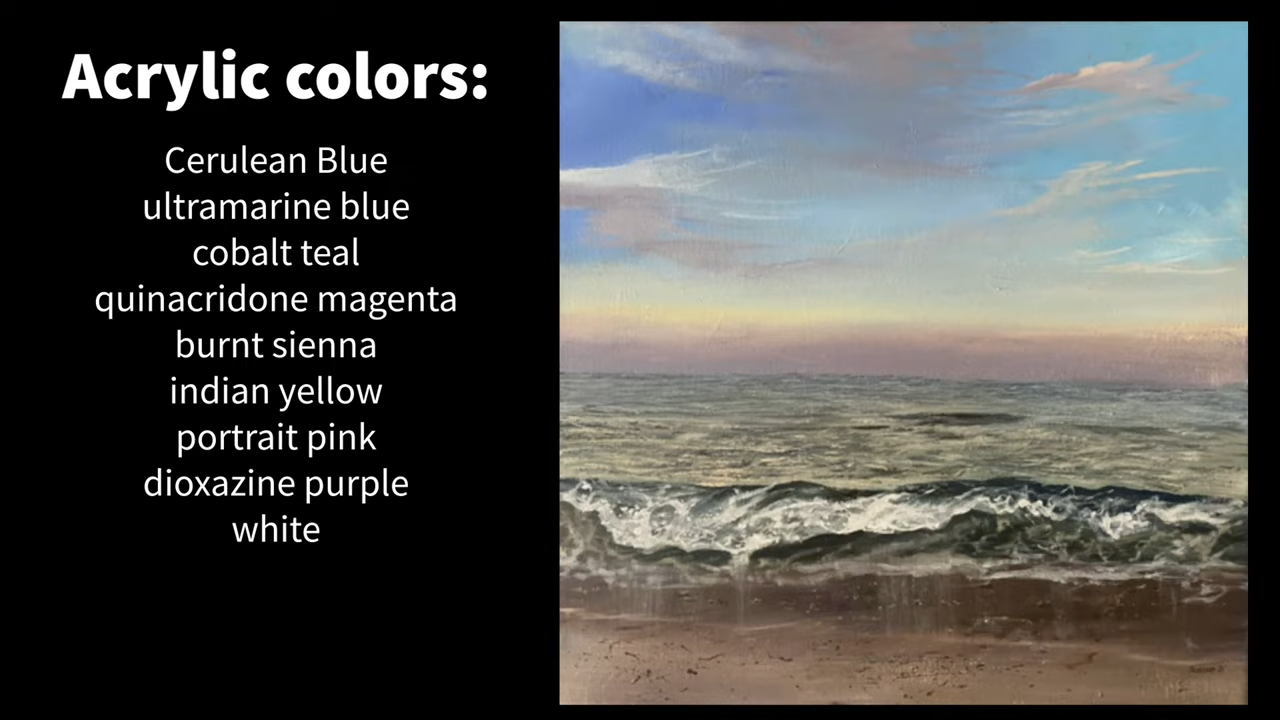 Acrylic colors:
Cerulean Blue
ultramarine blue
cobalt teal
quinacridone magenta
burnt sienna
indian yellow
portrait pink
dioxazine purple
white